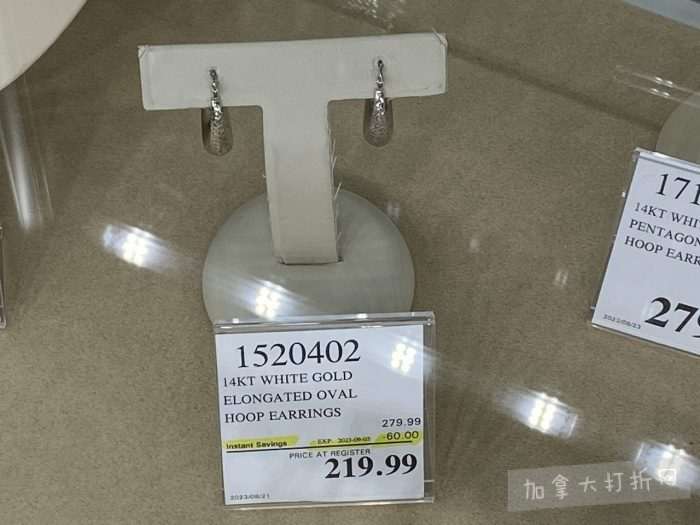 1520402
14KT WHITE GOLD
ELONGATED OVAL
HOOP EARRINGS
279.99
Instant Savings EXP. 2023-09-03 -60.00
PRICE AT REGISTER
219.99
2023/08/21
171
14KT WHI
PENTAGON
HOOP EARR
279
2023/08/23
加拿大打折网